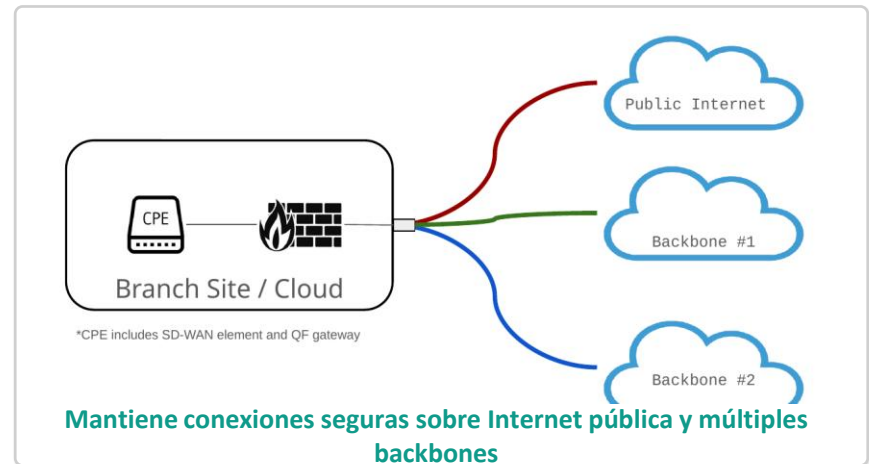 Public Internet
CPE
Backbone #1
Branch Site / Cloud
*CPE includes SD-WAN element and QF gateway
Backbone #2
Mantiene conexiones seguras sobre Internet pública y múltiples
backbones